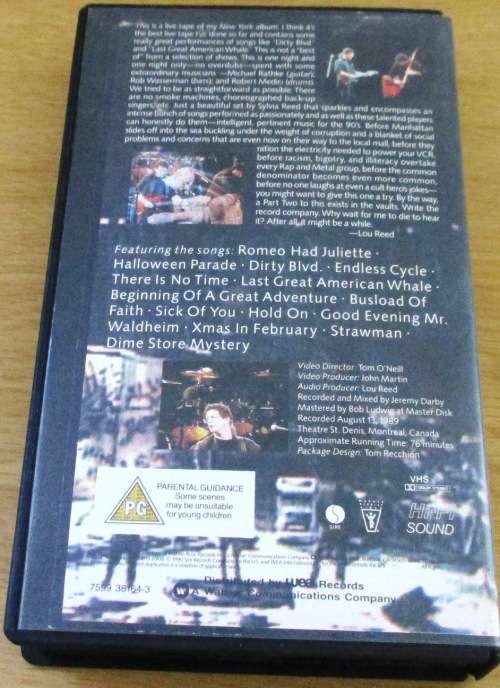 This is a live tape of my New York album. I think it's
the best live tape I've done so far and contains some
really great performances of songs like "Dirty Blvd."
and "Last Great American Whale." This is not a "best
of" from a selection of shows. This is one night and
one night only—no overdubs—spent with some
extraordinary musicians —Michael Rathke (guitar);
Rob Wasserman (bass); and Robert Medici (drums).
We tried to be as straightforward as possible. There
are no smoke machines, choreographed back-up
singers, etc. Just a beautiful set by Sylvia Reed that sparkles and encompasses an
intense bunch of songs performed as passionately and as well as these talented players
can honestly do them—intelligent, pertinent music for the 90's. Before Manhattan
slides off into the sea buckling under the weight of corruption and a blanket of social
problems and concerns that are even now on their way to the local mall, before they
ration the electricity needed to power your VCR,
before racism, bigotry, and illiteracy overtake
every Rap and Metal group, before the common
denominator becomes even more common,
before no one laughs at even a cult hero's jokes—
you might want to give this one a try. By the way,
a Part Two to this exists in the vaults. Write the
record company. Why wait for me to die to hear
it? After all, it might be a while.
—Lou Reed
Featuring the songs: Romeo Had Juliette ·
Halloween Parade · Dirty Blvd. · Endless Cycle ·
There Is No Time · Last Great American Whale ·
Beginning Of A Great Adventure · Busload Of
Faith · Sick Of You · Hold On · Good Evening Mr.
Waldheim · Xmas In February · Strawman ·
Dime Store Mystery
Video Director: Tom O'Neill
Video Producer: John Martin
Audio Producer: Lou Reed
Recorded and Mixed by Jeremy Darby
Mastered by Bob Ludwig at Master Disk
Recorded August 13, 1989
Theatre St. Denis, Montreal, Canada
Approximate Running Time: 76 minutes
Package Design: Tom Recchion
PG
PARENTAL GUIDANCE
Some scenes
may be unsuitable
for young children
SIRE
VHS
DOLBY SYSTEM
HiFi
SOUND
7599 38164-3
Distributed by WEA Records
A Warner Communications Company